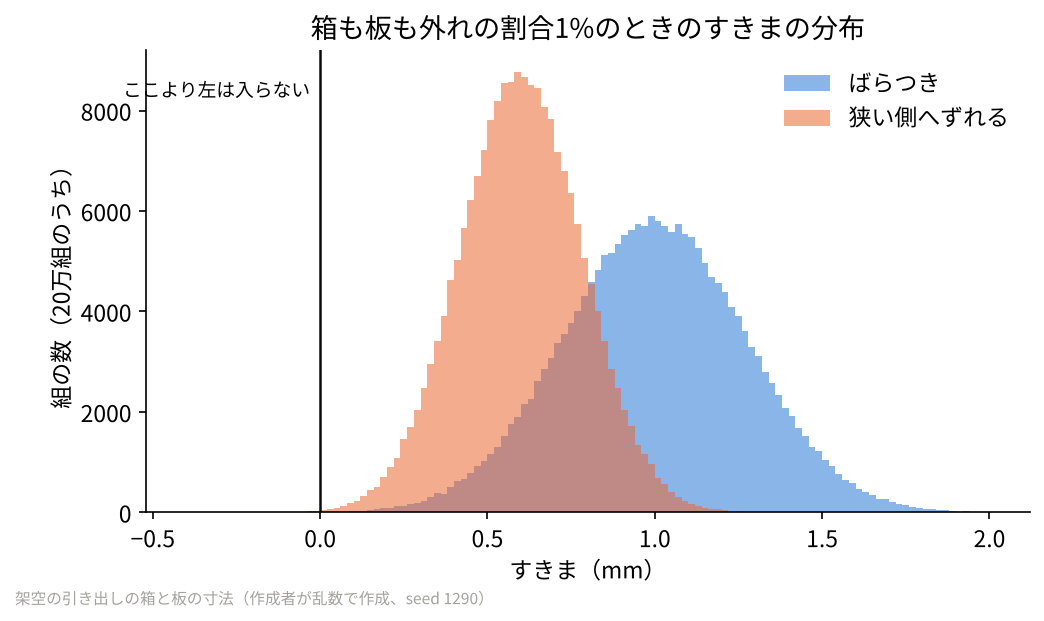 箱も板も外れの割合1%のときのすきまの分布
ここより左は入らない
ばらつき
狭い側へずれる
組の数（20万組のうち）
8000
6000
4000
2000
0
−0.5
0.0
0.5
1.0
1.5
2.0
すきま（mm）
架空の引き出しの箱と板の寸法（作成者が乱数で作成、seed 1290）